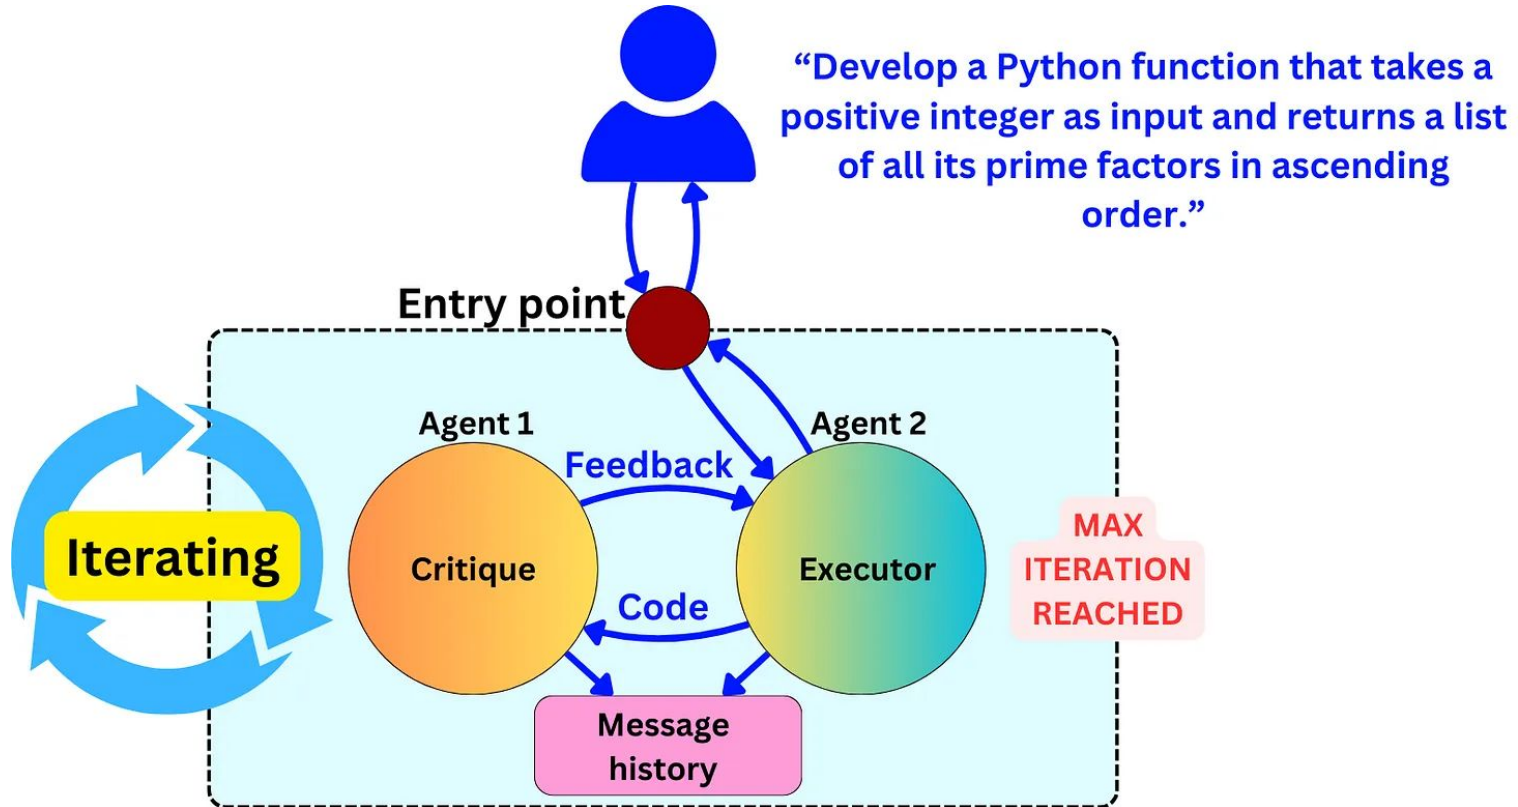 “Develop a Python function that takes a
positive integer as input and returns a list
of all its prime factors in ascending
order.”
Entry point
Agent 1
Agent 2
Feedback
Iterating
Critique
Executor
MAX
ITERATION
REACHED
Code
Message
history